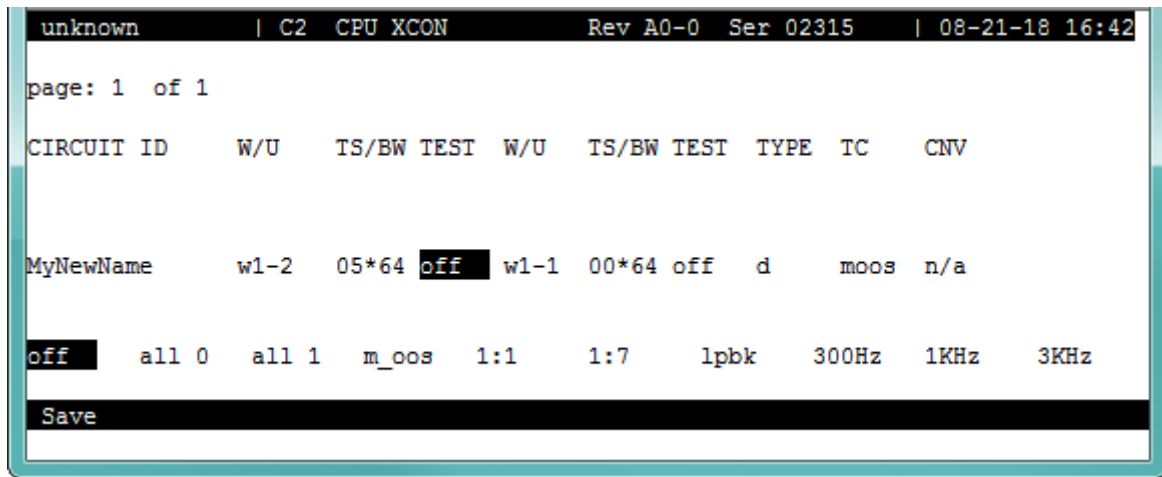 unknown | C2 CPU XCON Rev A0-0 Ser 02315 | 08-21-18 16:42
page: 1 of 1
CIRCUIT ID W/U TS/BW TEST W/U TS/BW TEST TYPE TC CNV
MyNewName w1-2 05*64 off w1-1 00*64 off d moos n/a
off all 0 all 1 m_oos 1:1 1:7 lpbk 300Hz 1KHz 3KHz
Save